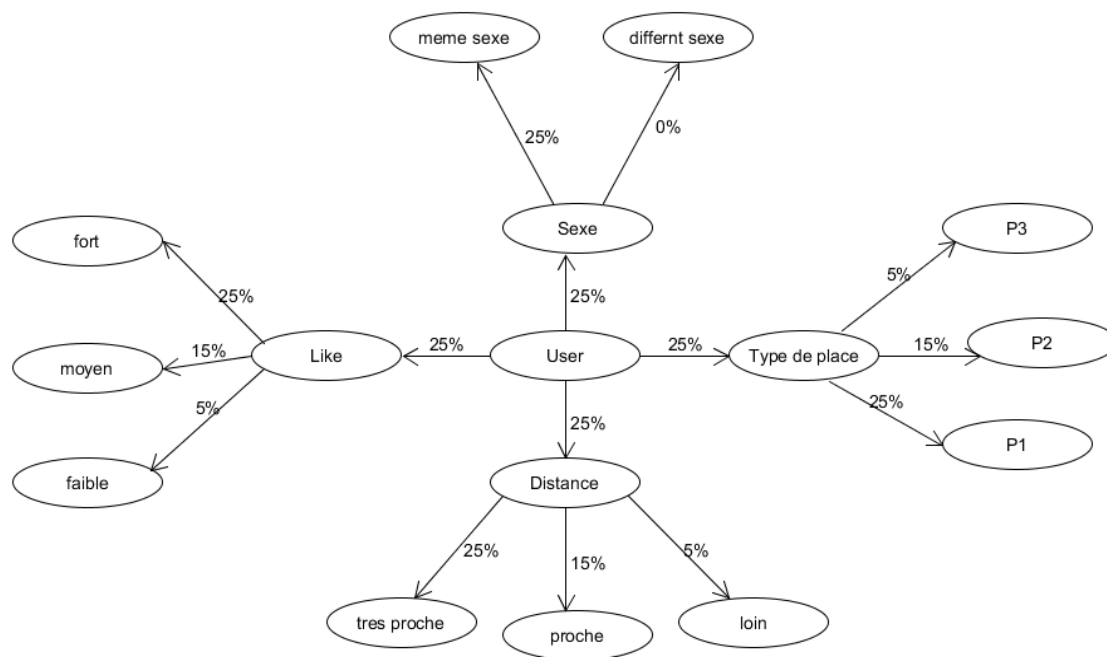 meme sexe
differnt sexe
25%
0%
Sexe
fort
P3
25%
5%
25%
15%
Like
25%
User
25%
Type de place
15%
P2
moyen
5%
25%
25%
P1
faible
Distance
25%
15%
5%
tres proche
proche
loin